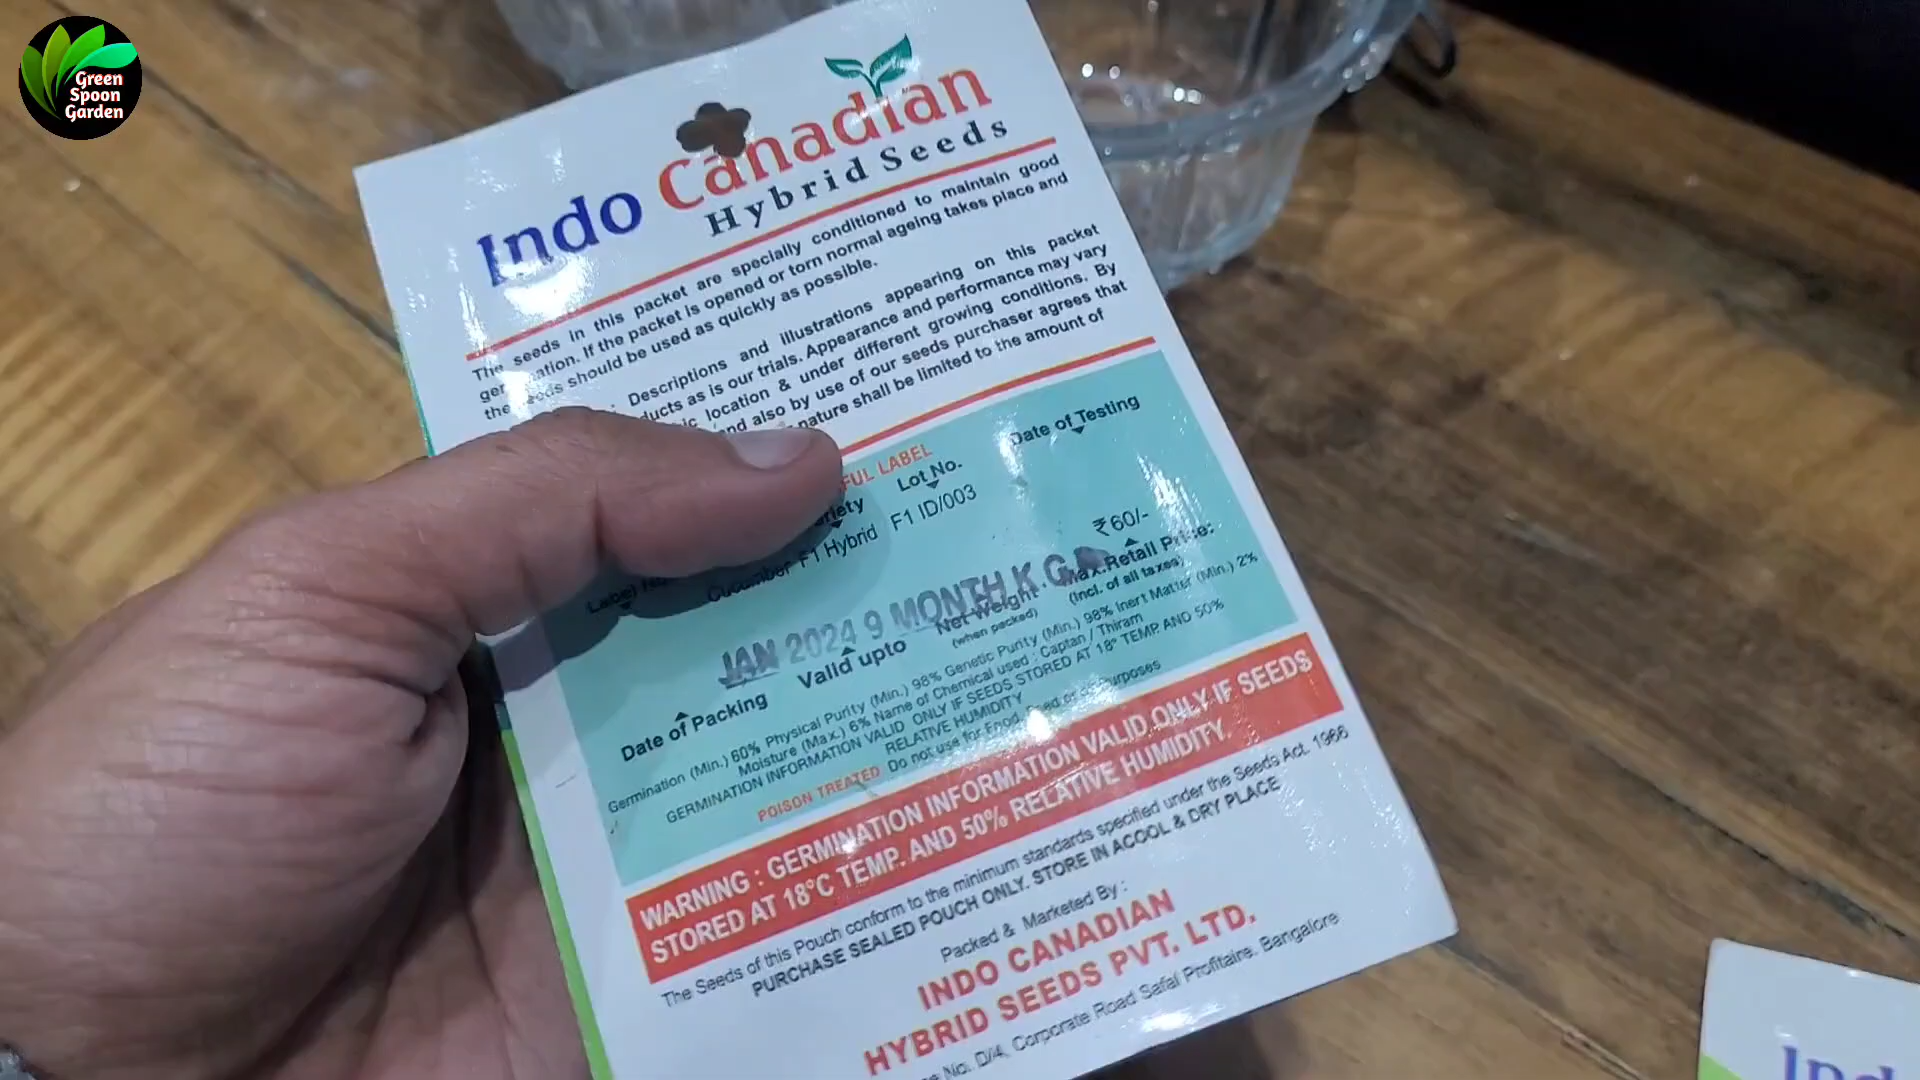 Green
Spoon
Garden
Indo Canadian
Hybrid Seeds
The seeds in this packet are specially conditioned to maintain good
If the packet is opened or torn normal ageing takes place and
should be used as quickly as possible.
Descriptions and illustrations appearing on this packet
as is our trials. Appearance and performance may vary
location & under different growing conditions. By
and also by use of our seeds purchaser agrees that
nature shall be limited to the amount of
LABEL
Lot No.
Date of Testing
Cucumber F1 Hybrid F1 ID/003
₹60/-
JAN 2024 9 MONTH K.G.
Date of Packing Valid upto Net Weight Max. Retail Price:
(when packed) (Incl. of all taxes)
Germination (Min.) 60% Physical Purity (Min.) 98% Genetic Purity (Min.) 98% Inert Matter (Min.) 2%
Moisture (Max.) 6% Name of Chemical used : Captan / Thiram
GERMINATION INFORMATION VALID ONLY IF SEEDS STORED AT 18° TEMP. AND 50%
RELATIVE HUMIDITY
POISON TREATED Do not use for Food, Feed or Purposes
WARNING : GERMINATION INFORMATION VALID ONLY IF SEEDS
STORED AT 18°C TEMP. AND 50% RELATIVE HUMIDITY.
The Seeds of this Pouch conform to the minimum standards specified under the Seeds Act. 1966
PURCHASE SEALED POUCH ONLY. STORE IN ACOOL & DRY PLACE
Packed & Marketed By :
INDO CANADIAN
HYBRID SEEDS PVT. LTD.
No. D/4, Corporate Road Safal Profitaire. Bangalore